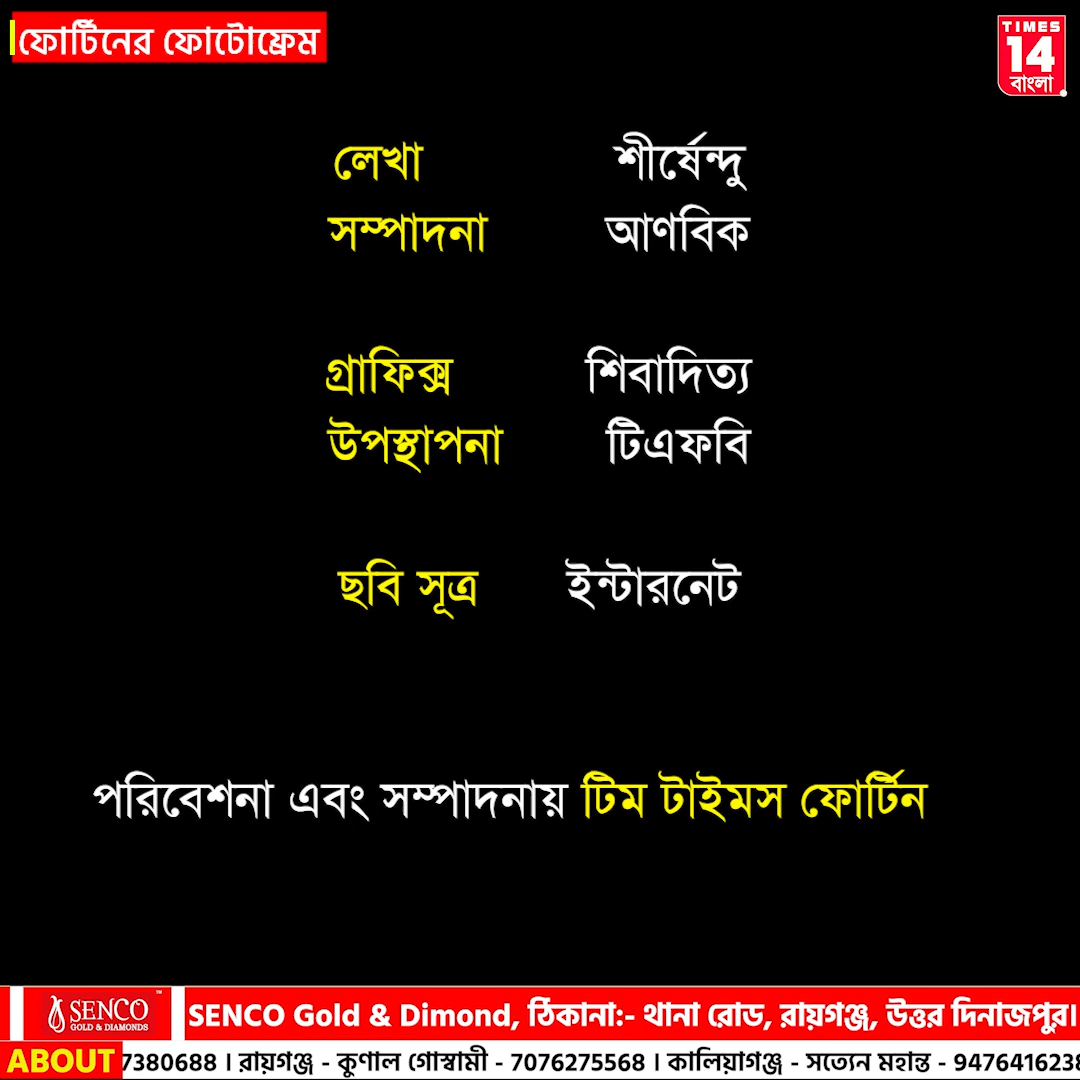 ফোর্টিনের ফোটোফ্রেম
TIMES
14
বাংলা
লেখা শীর্ষেন্দু
সম্পাদনা আণবিক
গ্রাফিক্স শিবাদিত্য
উপস্থাপনা টিএফবি
ছবি সূত্র ইন্টারনেট
পরিবেশনা এবং সম্পাদনায় টিম টাইমস ফোর্টিন
SENCO™
GOLD & DIAMONDS
SENCO Gold & Dimond, ঠিকানা:- থানা রোড, রায়গঞ্জ, উত্তর দিনাজপুর।
ABOUT 7380688 । রায়গঞ্জ - কুণাল গোস্বামী - 7076275568 । কালিয়াগঞ্জ - সত্যেন মহান্ত - 947641623